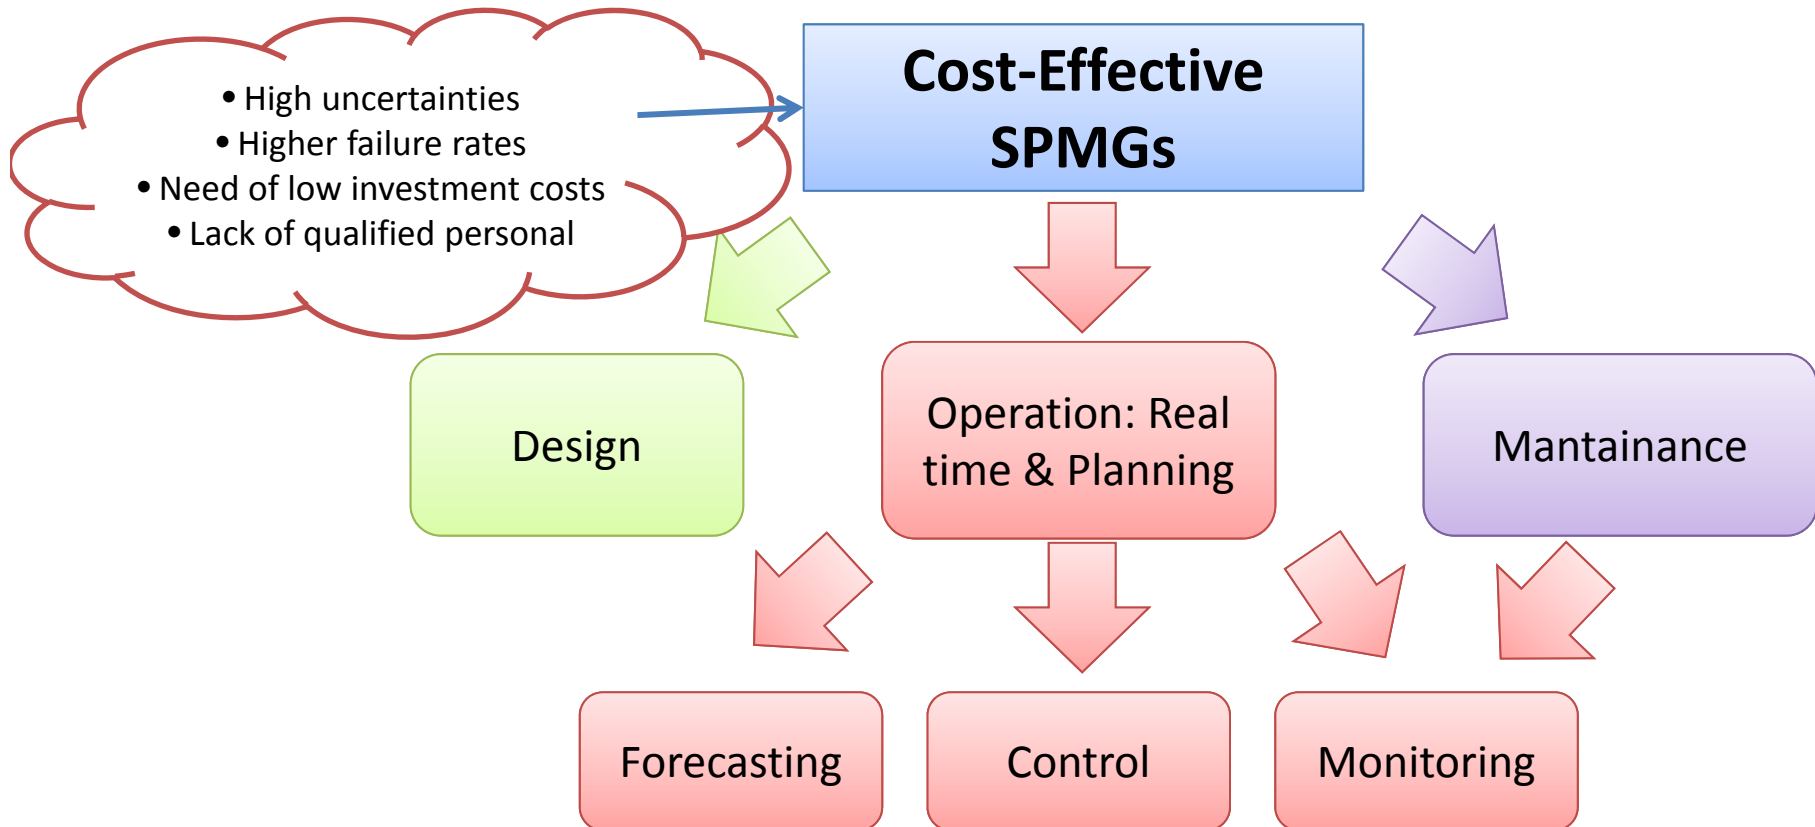 • High uncertainties
• Higher failure rates
• Need of low investment costs
• Lack of qualified personal
Cost-Effective
SPMGs
Design
Operation: Real
time & Planning
Mantainance
Forecasting
Control
Monitoring